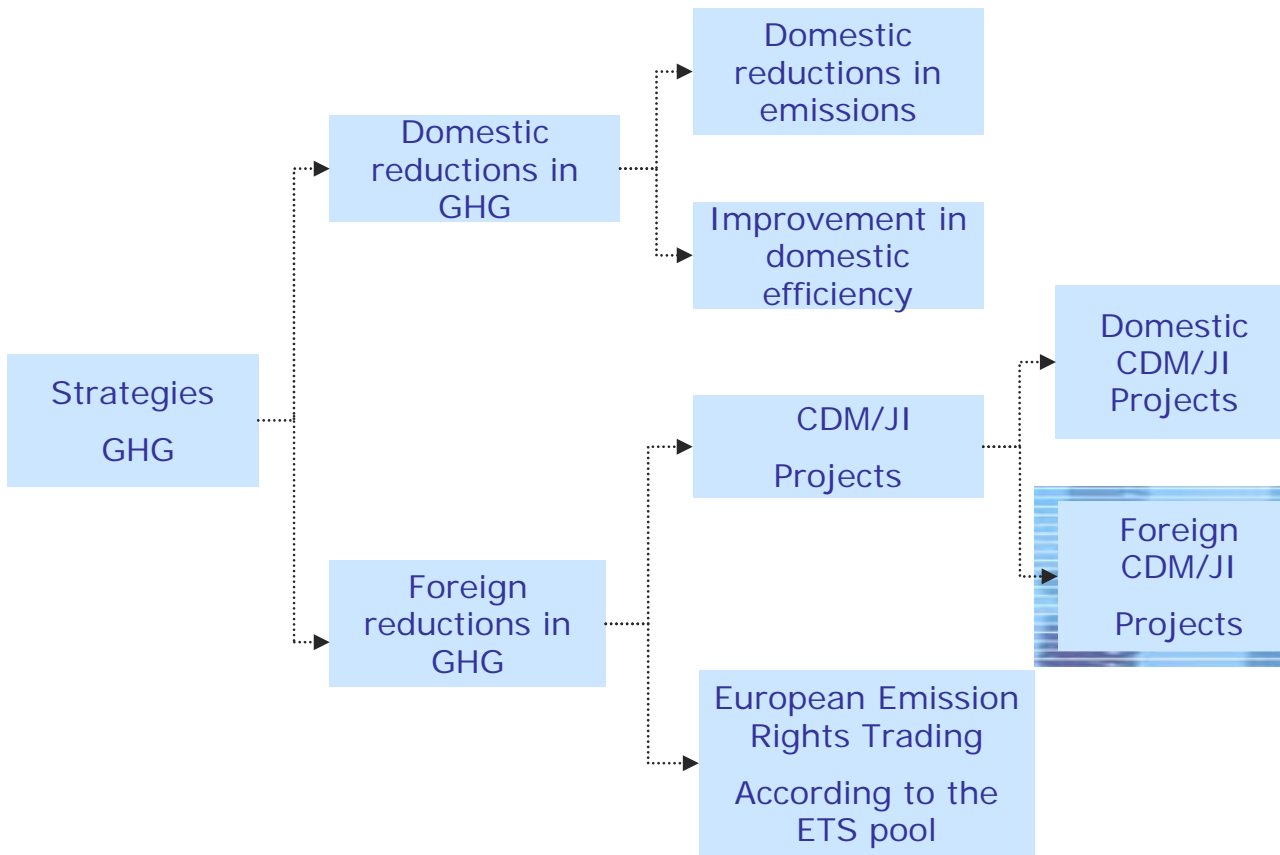 Domestic
reductions in
emissions
Domestic
reductions in
GHG
Improvement in
domestic
efficiency
Strategies
GHG
CDM/JI
Projects
Domestic
CDM/JI
Projects
Foreign
CDM/JI
Projects
Foreign
reductions in
GHG
European Emission
Rights Trading
According to the
ETS pool